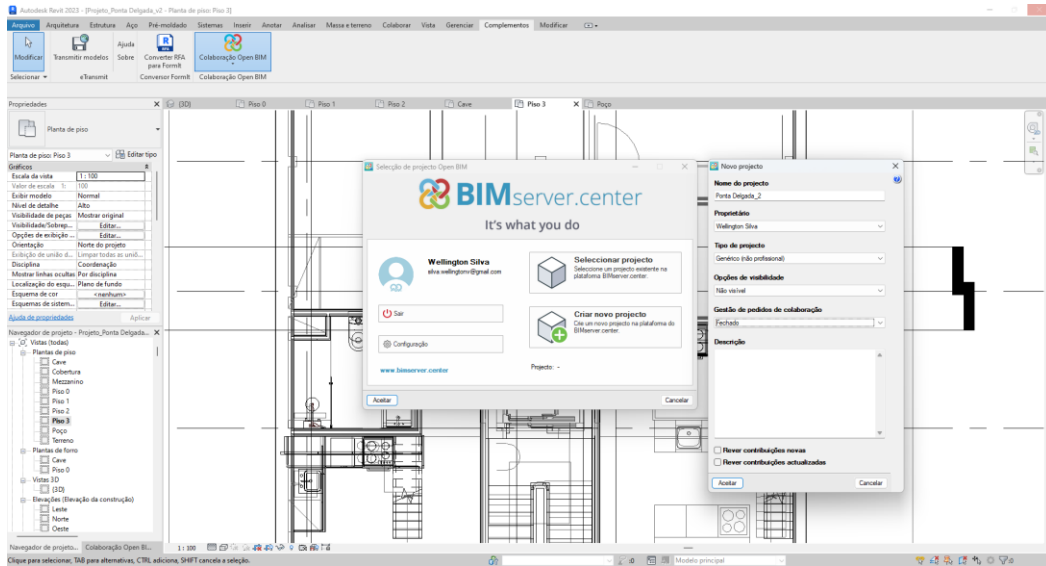 Autodesk Revit 2023 - [Projeto_Ponta Delgada_v2 - Planta de piso: Piso 3]
Arquivo Arquitetura Estrutura Aço Pré-moldado Sistemas Inserir Anotar Analisar Massa e terreno Colaborar Vista Gerenciar Complementos Modificar
Modificar
Transmitir modelos
Ajuda
Sobre
Converter RFA
para FormIt
Colaboração Open BIM
Selecionar eTransmit Conversor FormIt Colaboração Open BIM
Propriedades
{3D} Piso 0 Piso 1 Piso 2 Cave Piso 3 Poço
Planta de piso
Planta de piso: Piso 3 Editar tipo
Gráficos
Escala da vista 1 : 100
Valor de escala 1: 100
Exibir modelo Normal
Nível de detalhe Alto
Visibilidade de peças Mostrar original
Visibilidade/Sobrep... Editar...
Opções de exibição ... Editar...
Orientação Norte do projeto
Exibição de união d... Limpar todas as uniõ...
Disciplina Coordenação
Mostrar linhas ocultas Por disciplina
Localização do esqu... Plano de fundo
Esquema de cor <nenhum>
Esquemas de sistem... Editar...
Ajuda de propriedades Aplicar
Navegador de projeto - Projeto_Ponta Delgada...
Vistas (todas)
Plantas de piso
Cave
Cobertura
Mezzanino
Piso 0
Piso 1
Piso 2
Piso 3
Poço
Terreno
Plantas de forro
Cave
Piso 0
Vistas 3D
{3D}
Elevações (Elevação da construção)
Leste
Norte
Oeste
Navegador de projeto... Colaboração Open BI...
1 : 100
Clique para selecionar, TAB para alternativas, CTRL adiciona, SHIFT cancela a seleção.
:0 Modelo principal
:0
Selecção de projecto Open BIM
BIMserver.center
It's what you do
Wellington Silva
silva.wellingtonv@gmail.com
Sair
Configuração
www.bimserver.center
Seleccionar projecto
Seleccione um projecto existente na
plataforma BIMserver.center.
Criar novo projecto
Crie um novo projecto na plataforma do
BIMserver.center.
Projecto: -
Aceitar Cancelar
Novo projecto
Nome do projecto
Ponta Delgada_2
Proprietário
Wellington Silva
Tipo de projecto
Genérico (não profissional)
Opções de visibilidade
Não visível
Gestão de pedidos de colaboração
Fechado
Descrição
Rever contribuições novas
Rever contribuições actualizadas
Aceitar Cancelar